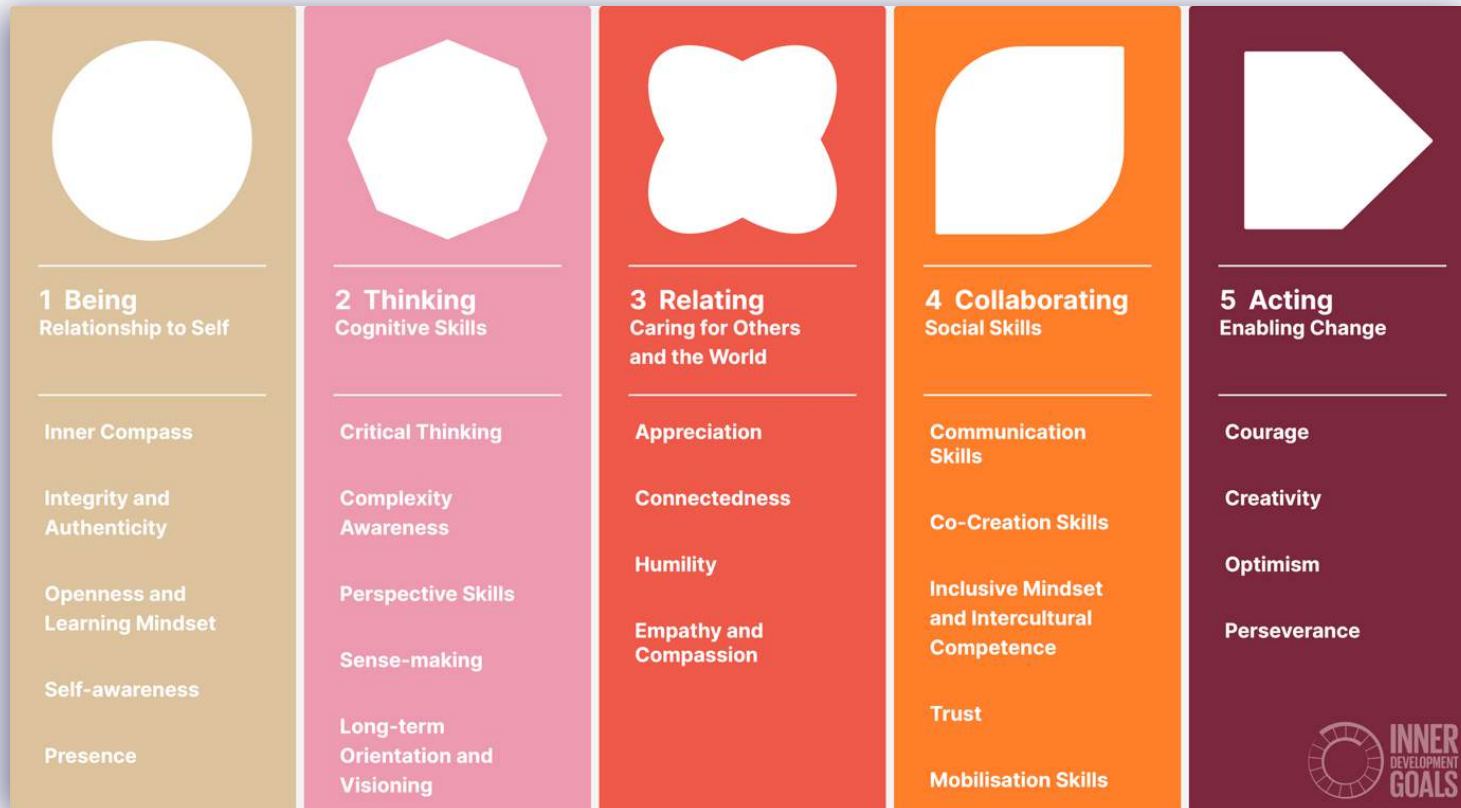 1 Being
Relationship to Self
Inner Compass
Integrity and
Authenticity
Openness and
Learning Mindset
Self-awareness
Presence
2 Thinking
Cognitive Skills
Critical Thinking
Complexity
Awareness
Perspective Skills
Sense-making
Long-term
Orientation and
Visioning
3 Relating
Caring for Others
and the World
Appreciation
Connectedness
Humility
Empathy and
Compassion
4 Collaborating
Social Skills
Communication
Skills
Co-Creation Skills
Inclusive Mindset
and Intercultural
Competence
Trust
Mobilisation Skills
5 Acting
Enabling Change
Courage
Creativity
Optimism
Perseverance
INNER
DEVELOPMENT
GOALS